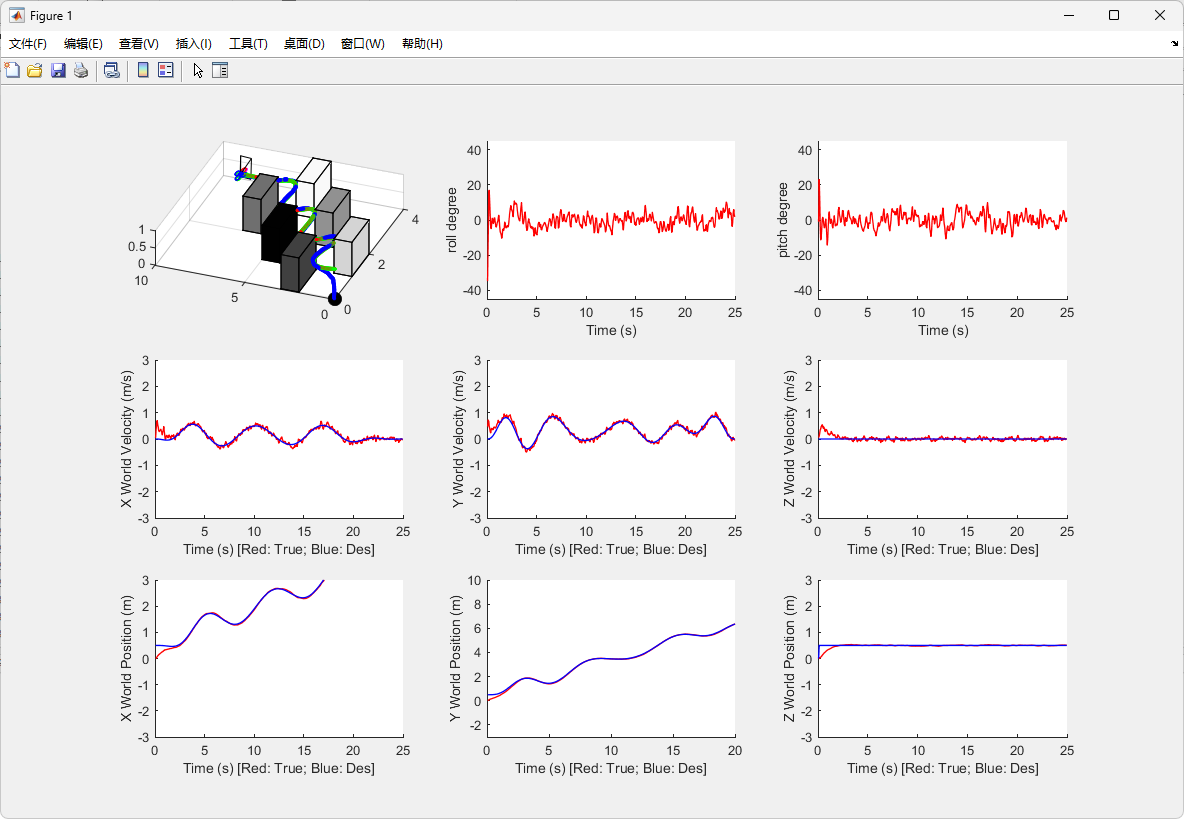 Figure 1
文件(F) 编辑(E) 查看(V) 插入(I) 工具(T) 桌面(D) 窗口(W) 帮助(H)
1
0.5
0
10
5
0
0
2
4
roll degree
40
20
0
-20
-40
0 5 10 15 20 25
Time (s)
pitch degree
40
20
0
-20
-40
0 5 10 15 20 25
Time (s)
X World Velocity (m/s)
3
2
1
0
-1
-2
-3
0 5 10 15 20 25
Time (s) [Red: True; Blue: Des]
Y World Velocity (m/s)
3
2
1
0
-1
-2
-3
0 5 10 15 20 25
Time (s) [Red: True; Blue: Des]
Z World Velocity (m/s)
3
2
1
0
-1
-2
-3
0 5 10 15 20 25
Time (s) [Red: True; Blue: Des]
X World Position (m)
3
2
1
0
-1
-2
-3
0 5 10 15 20 25
Time (s) [Red: True; Blue: Des]
Y World Position (m)
10
8
6
4
2
0
-2
0 5 10 15 20
Time (s) [Red: True; Blue: Des]
Z World Position (m)
3
2
1
0
-1
-2
-3
0 5 10 15 20 25
Time (s) [Red: True; Blue: Des]